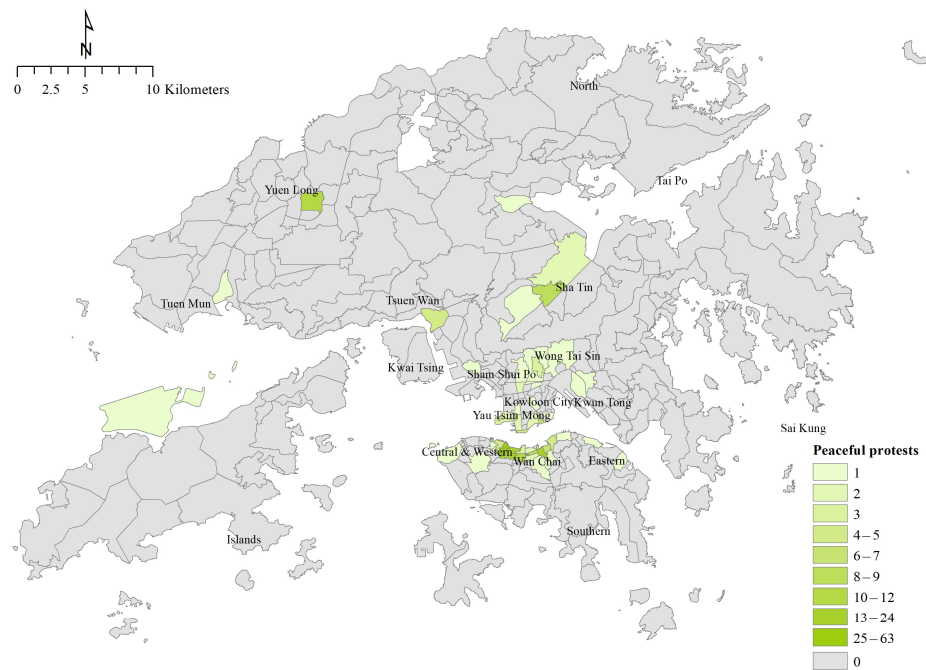 N
0 2.5 5 10 Kilometers
North
Tai Po
Yuen Long
Sha Tin
Tuen Mun
Tsuen Wan
Wong Tai Sin
Kwai Tsing
Sham Shui Po
Kowloon City
Kwun Tong
Yau Tsim Mong
Sai Kung
Central & Western
Wan Chai
Eastern
Southern
Islands
Peaceful protests
1
2
3
4–5
6–7
8–9
10–12
13–24
25–63
0